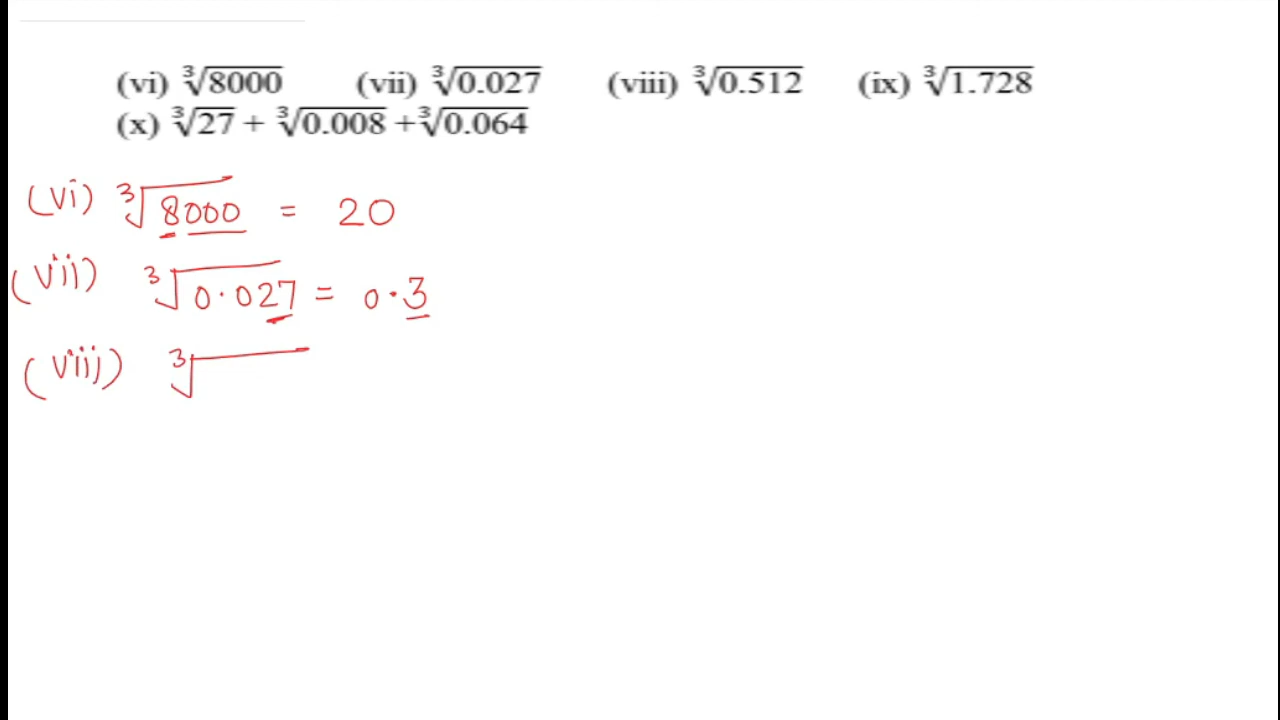 (vi) ∛8000 (vii) ∛0.027 (viii) ∛0.512 (ix) ∛1.728
(x) ∛27 + ∛0.008 +∛0.064
(vi) ∛8000 = 20
(vii) ∛0.027 = 0.3
(viii) ∛